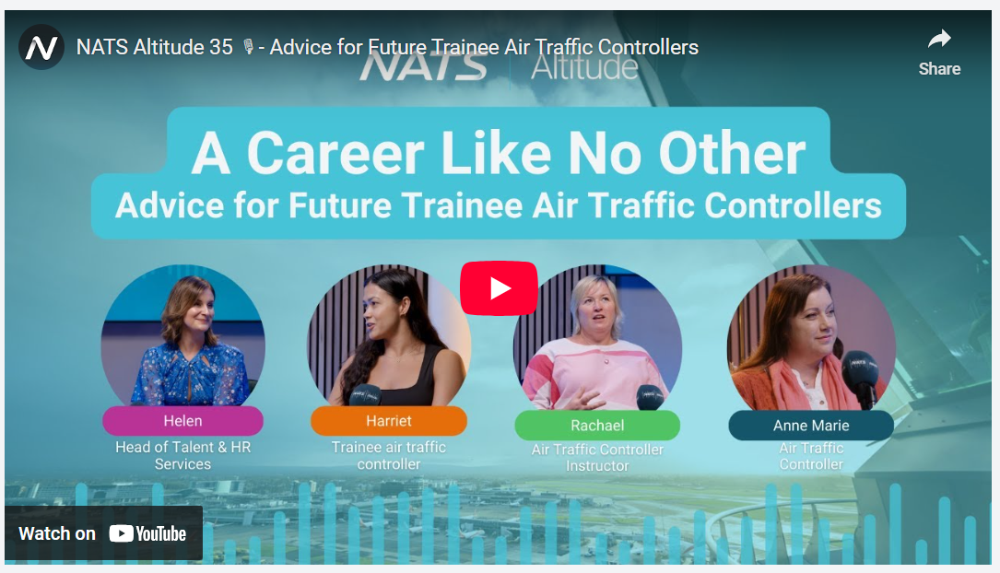 NATS Altitude 35 🎙️- Advice for Future Trainee Air Traffic Controllers
Share
NATS | Altitude
A Career Like No Other
Advice for Future Trainee Air Traffic Controllers
Helen
Head of Talent & HR
Services
Harriet
Trainee air traffic
controller
Rachael
Air Traffic Controller
Instructor
Anne Marie
Air Traffic
Controller
NATS
Watch on YouTube